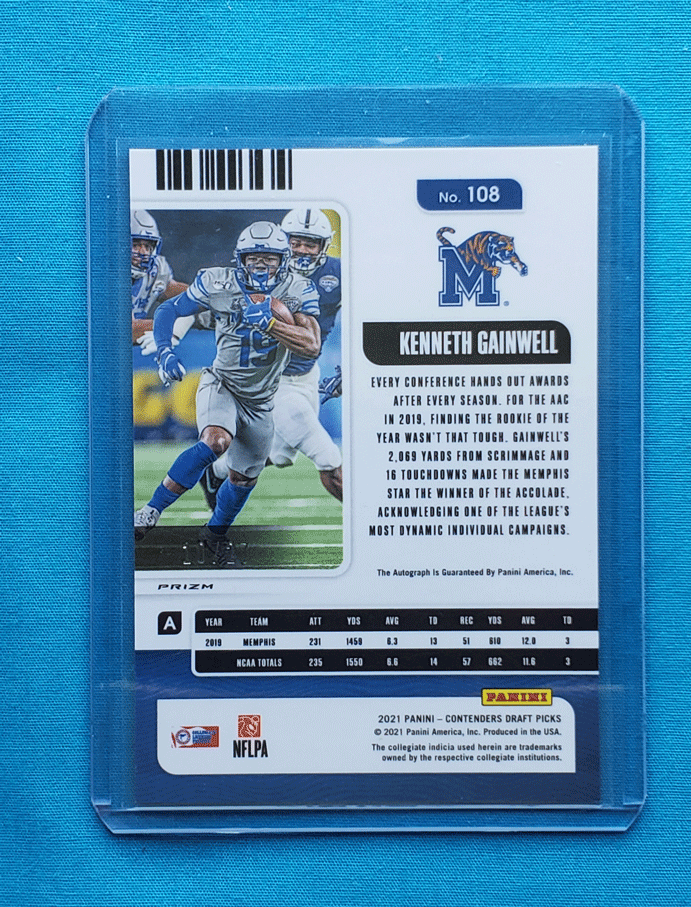 No. 108
M
KENNETH GAINWELL
EVERY CONFERENCE HANDS OUT AWARDS
AFTER EVERY SEASON. FOR THE AAC
IN 2019, FINDING THE ROOKIE OF THE
YEAR WASN'T THAT TOUGH. GAINWELL'S
2,069 YARDS FROM SCRIMMAGE AND
16 TOUCHDOWNS MADE THE MEMPHIS
STAR THE WINNER OF THE ACCOLADE,
ACKNOWLEDGING ONE OF THE LEAGUE'S
MOST DYNAMIC INDIVIDUAL CAMPAIGNS.
The Autograph Is Guaranteed By Panini America, Inc.
19
PRIZM
A
YEAR TEAM ATT YDS AVG TD REC YDS AVG TD
2019 MEMPHIS 231 1459 6.3 13 51 610 12.0 3
NCAA TOTALS 235 1550 6.6 14 57 662 11.6 3
PANINI
2021 PANINI – CONTENDERS DRAFT PICKS
© 2021 Panini America, Inc. Produced in the USA.
The collegiate indicia used herein are trademarks
owned by the respective collegiate institutions.
NFLPA